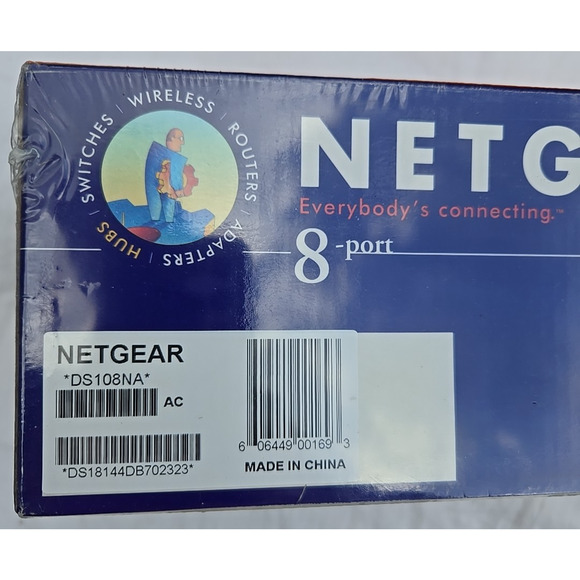 SWITCHES | WIRELESS | ROUTERS | ADAPTERS | HUBS |
NETG
Everybody's connecting.™
8-port
NETGEAR
*DS108NA*
AC
*DS18144DB702323*
6 06449 00169 3
MADE IN CHINA